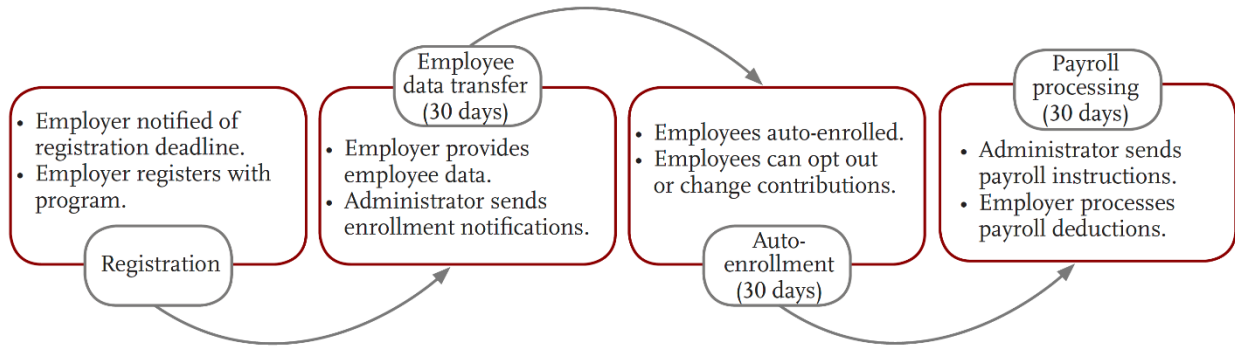 • Employer notified of
registration deadline.
• Employer registers with
program.
Registration
Employee
data transfer
(30 days)
• Employer provides
employee data.
• Administrator sends
enrollment notifications.
• Employees auto-enrolled.
• Employees can opt out
or change contributions.
Auto-
enrollment
(30 days)
Payroll
processing
(30 days)
• Administrator sends
payroll instructions.
• Employer processes
payroll deductions.